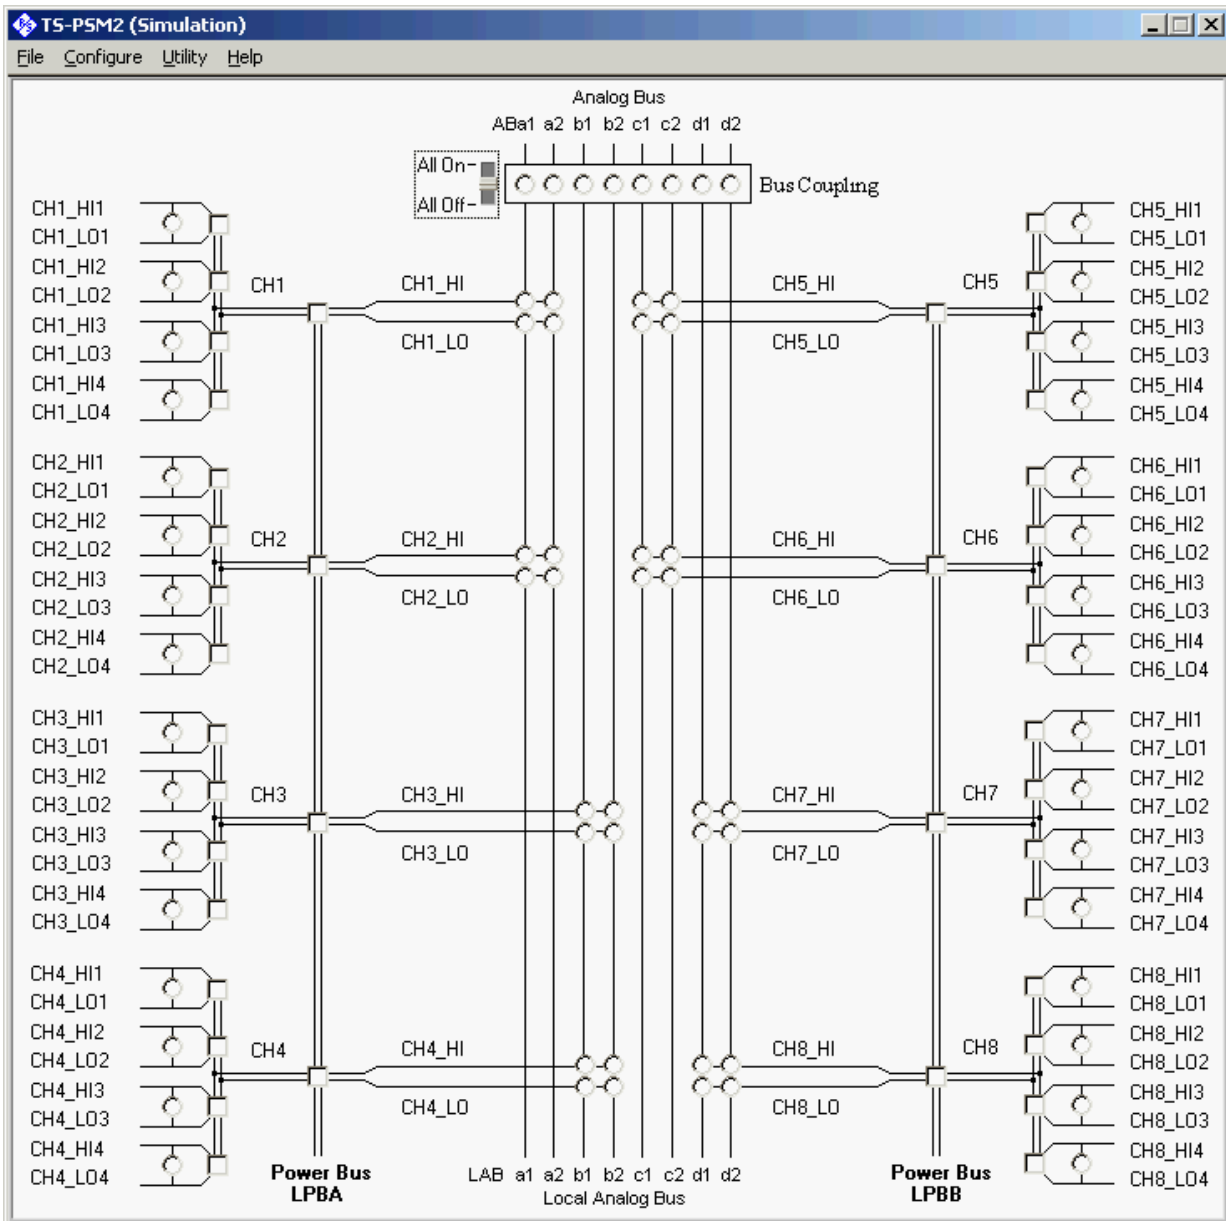 TS-PSM2 (Simulation)
File Configure Utility Help
Analog Bus
ABa1 a2 b1 b2 c1 c2 d1 d2
All On
All Off
Bus Coupling
CH1_HI1
CH1_LO1
CH1_HI2
CH1_LO2
CH1_HI3
CH1_LO3
CH1_HI4
CH1_LO4
CH1
CH1_HI
CH1_LO
CH5_HI
CH5_LO
CH5
CH5_HI1
CH5_LO1
CH5_HI2
CH5_LO2
CH5_HI3
CH5_LO3
CH5_HI4
CH5_LO4
CH2_HI1
CH2_LO1
CH2_HI2
CH2_LO2
CH2_HI3
CH2_LO3
CH2_HI4
CH2_LO4
CH2
CH2_HI
CH2_LO
CH6_HI
CH6_LO
CH6
CH6_HI1
CH6_LO1
CH6_HI2
CH6_LO2
CH6_HI3
CH6_LO3
CH6_HI4
CH6_LO4
CH3_HI1
CH3_LO1
CH3_HI2
CH3_LO2
CH3_HI3
CH3_LO3
CH3_HI4
CH3_LO4
CH3
CH3_HI
CH3_LO
CH7_HI
CH7_LO
CH7
CH7_HI1
CH7_LO1
CH7_HI2
CH7_LO2
CH7_HI3
CH7_LO3
CH7_HI4
CH7_LO4
CH4_HI1
CH4_LO1
CH4_HI2
CH4_LO2
CH4_HI3
CH4_LO3
CH4_HI4
CH4_LO4
CH4
CH4_HI
CH4_LO
CH8_HI
CH8_LO
CH8
CH8_HI1
CH8_LO1
CH8_HI2
CH8_LO2
CH8_HI3
CH8_LO3
CH8_HI4
CH8_LO4
Power Bus
LPBA
LAB a1 a2 b1 b2 c1 c2 d1 d2
Local Analog Bus
Power Bus
LPBB